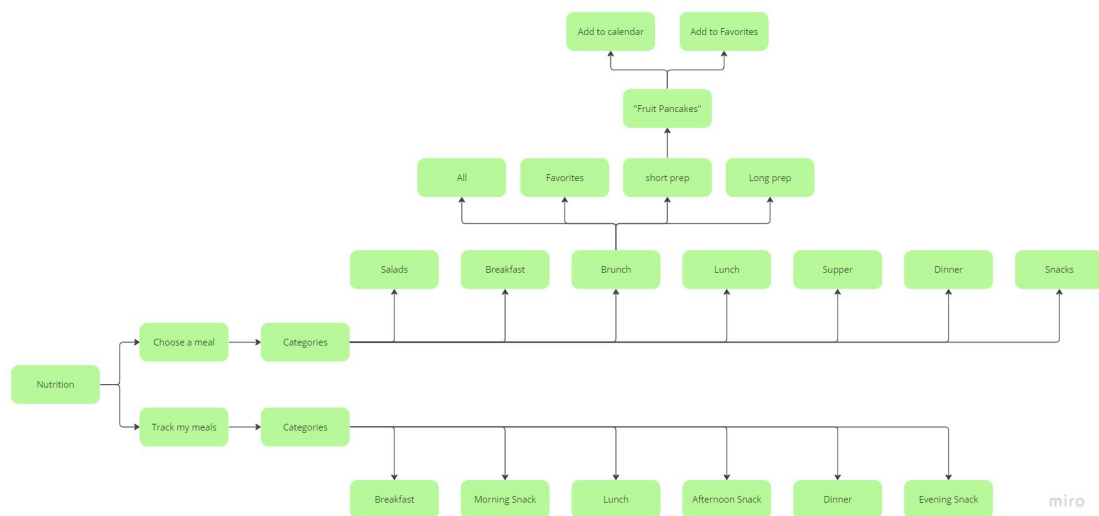 Add to calendar
Add to Favorites
"Fruit Pancakes"
All
Favorites
short prep
Long prep
Salads
Breakfast
Brunch
Lunch
Supper
Dinner
Snacks
Choose a meal
Categories
Nutrition
Track my meals
Categories
Breakfast
Morning Snack
Lunch
Afternoon Snack
Dinner
Evening Snack
miro